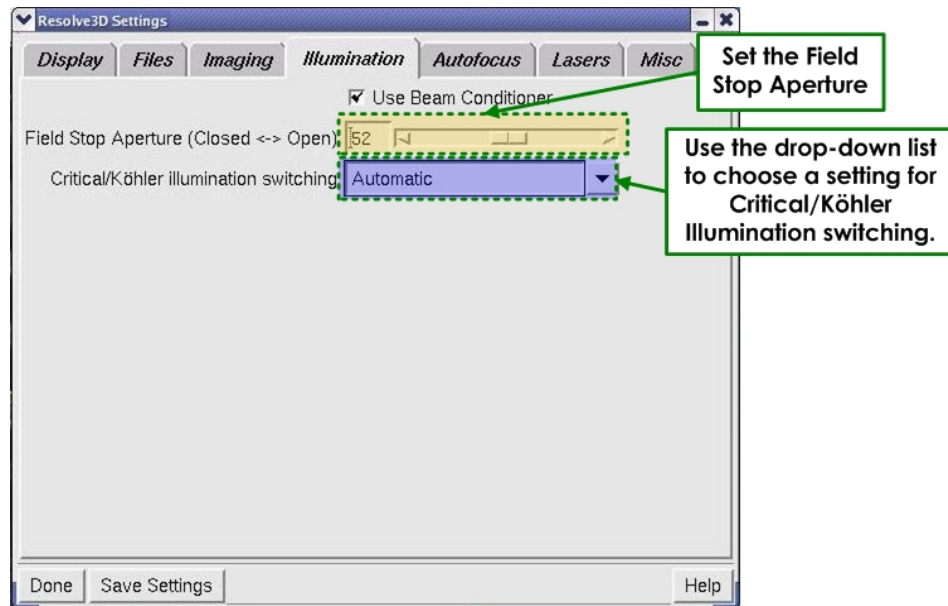 Resolve3D Settings
Display Files Imaging Illumination Autofocus Lasers Misc
Set the Field
Stop Aperture
Use Beam Conditioner
Field Stop Aperture (Closed <-> Open) 52
Critical/Köhler illumination switching Automatic
Use the drop-down list
to choose a setting for
Critical/Köhler
Illumination switching.
Done Save Settings Help